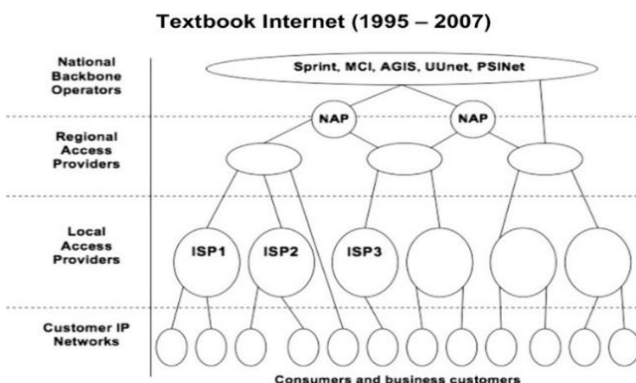 Textbook Internet (1995 – 2007)
National
Backbone
Operators
Sprint, MCI, AGIS, UUnet, PSINet
NAP
NAP
Regional
Access
Providers
Local
Access
Providers
ISP1
ISP2
ISP3
Customer IP
Networks
Consumers and business customers